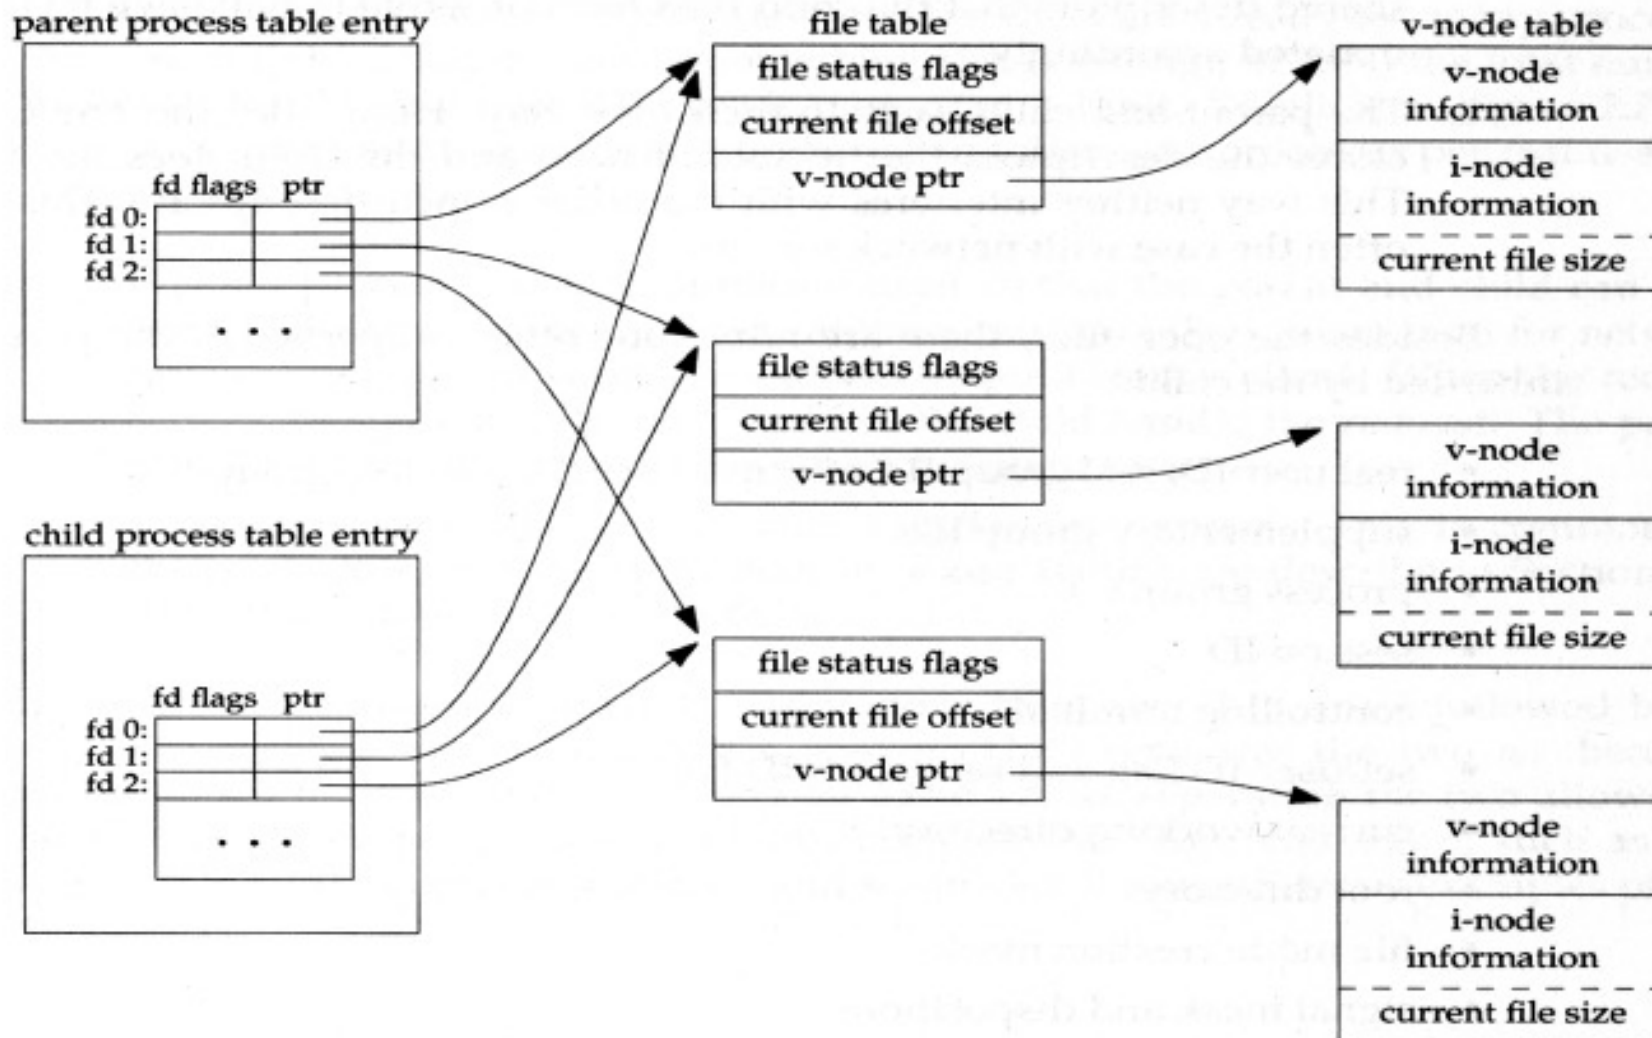 parent process table entry
fd flags ptr
fd 0:
fd 1:
fd 2:
. . .
child process table entry
fd flags ptr
fd 0:
fd 1:
fd 2:
. . .
file table
file status flags
current file offset
v-node ptr
file status flags
current file offset
v-node ptr
file status flags
current file offset
v-node ptr
v-node table
v-node
information
i-node
information
current file size
v-node
information
i-node
information
current file size
v-node
information
i-node
information
current file size